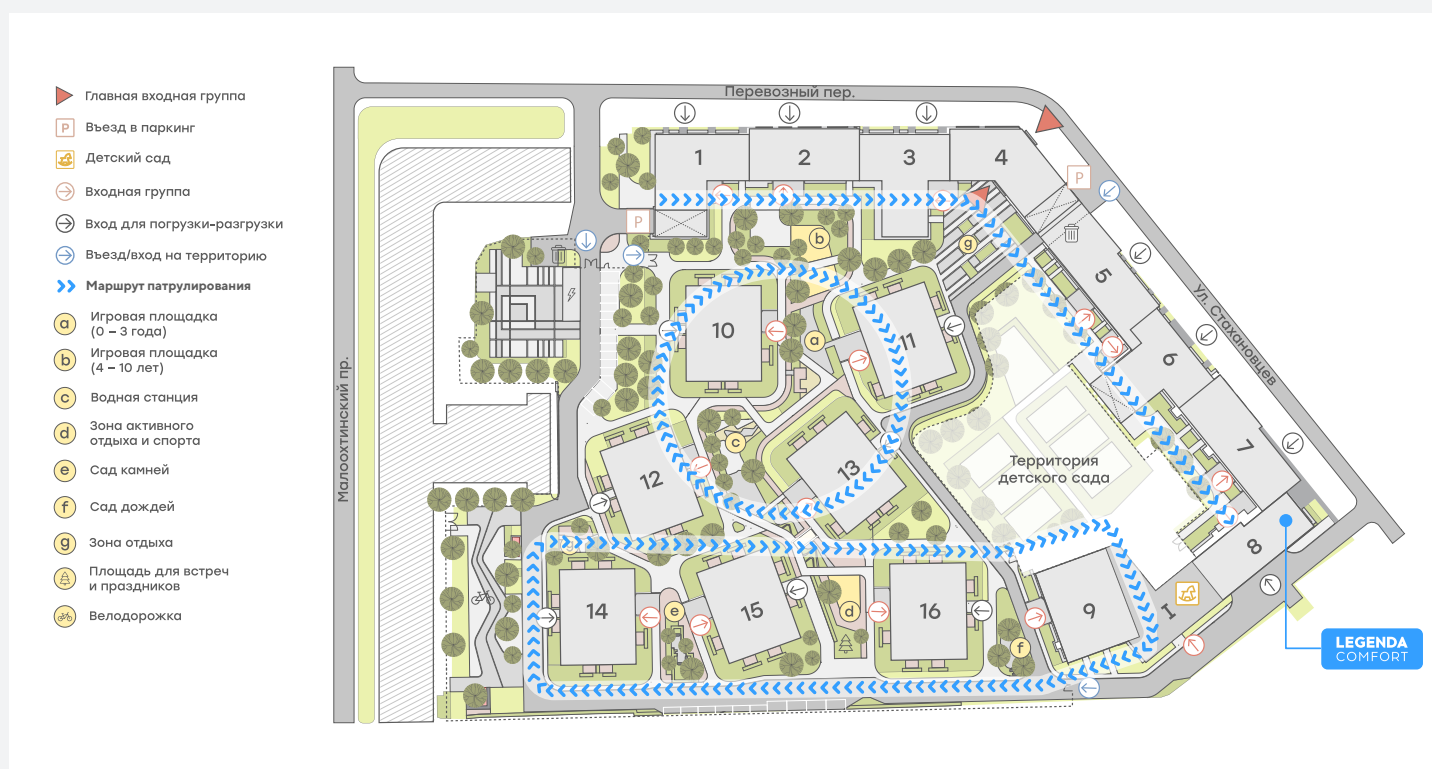 Главная входная группа
P
Въезд в паркинг
Детский сад
Входная группа
Вход для погрузки-разгрузки
Въезд/вход на территорию
Маршрут патрулирования
a
Игровая площадка
(0 – 3 года)
b
Игровая площадка
(4 – 10 лет)
c
Водная станция
d
Зона активного
отдыха и спорта
e
Сад камней
f
Сад дождей
g
Зона отдыха
Площадь для встреч
и праздников
Велодорожка
Малоохтинский пр.
Перевозный пер.
Ул. Стахановцев
1
2
3
4
P
P
b
g
5
10
11
a
6
c
12
13
7
Территория
детского сада
8
g
14
e
15
d
16
f
9
I
LEGENDA
COMFORT